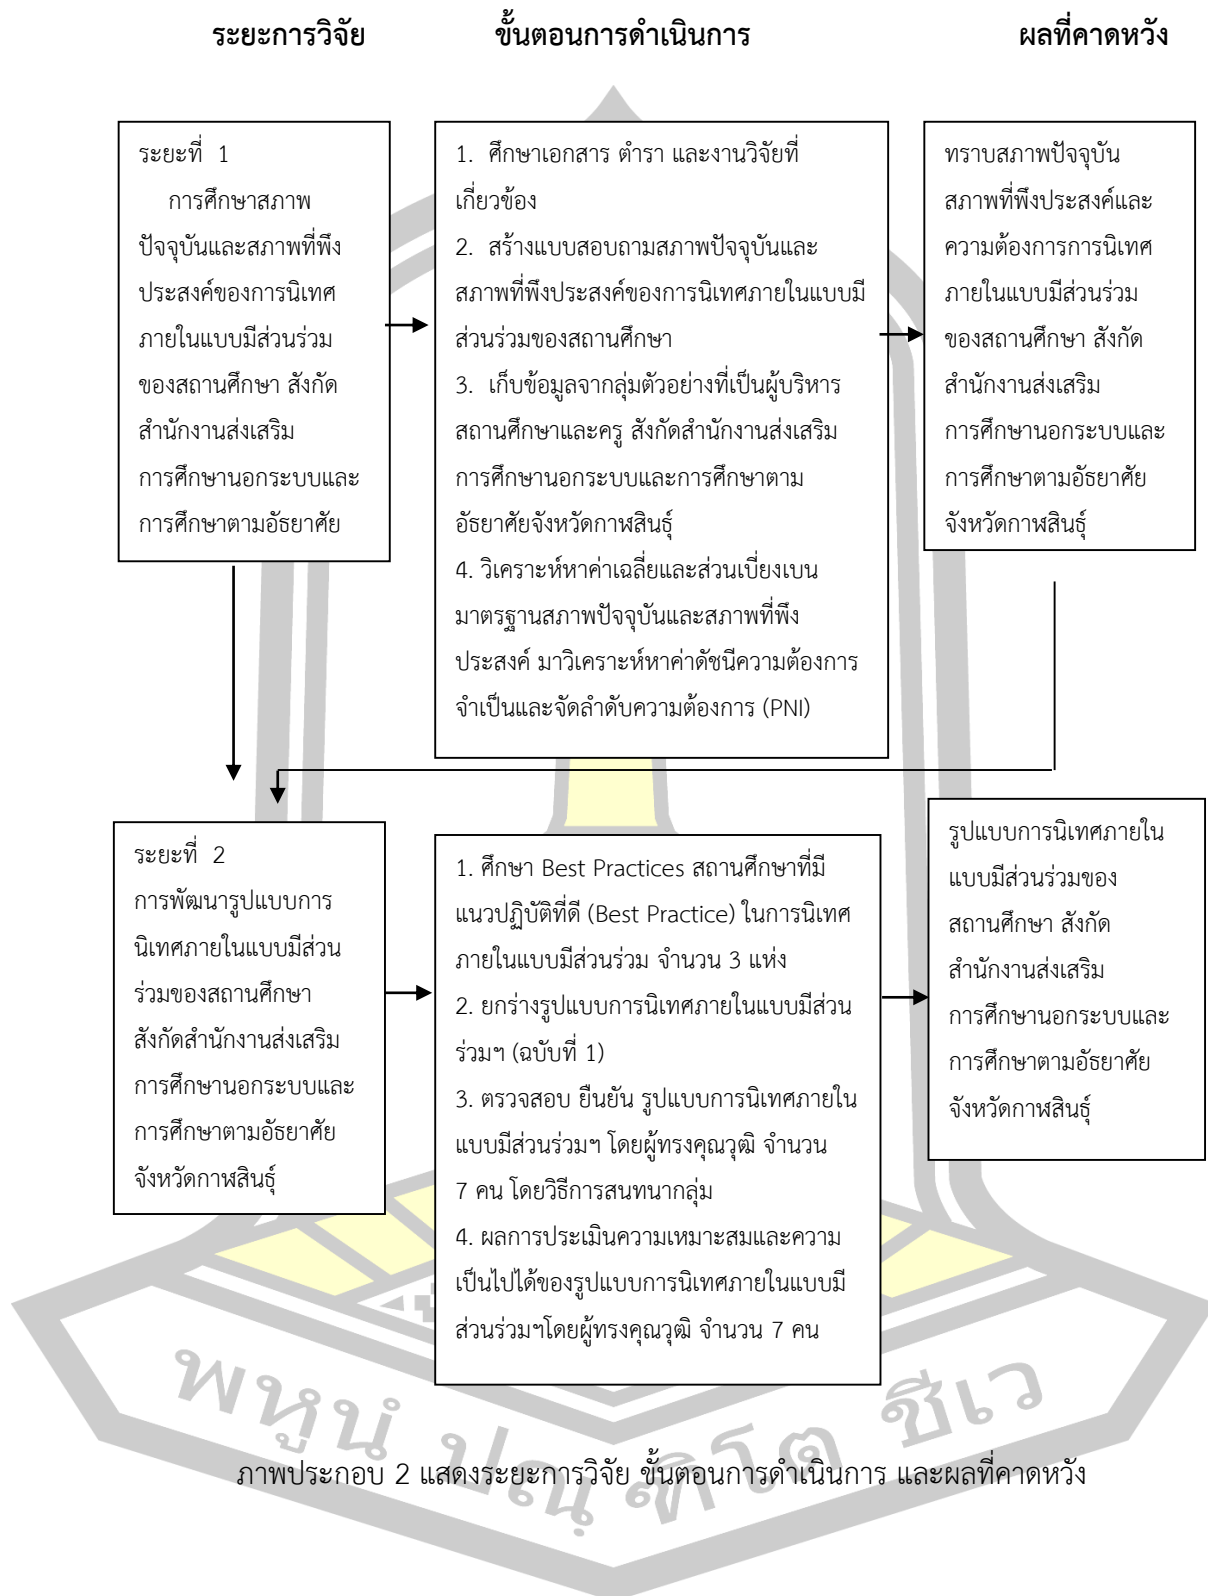 ระยะการวิจัย ขั้นตอนการดำเนินการ ผลที่คาดหวัง
ระยะที่ 1
การศึกษาสภาพ
ปัจจุบันและสภาพที่พึง
ประสงค์ของการนิเทศ
ภายในแบบมีส่วนร่วม
ของสถานศึกษา สังกัด
สำนักงานส่งเสริม
การศึกษานอกระบบและ
การศึกษาตามอัธยาศัย
1. ศึกษาเอกสาร ตำรา และงานวิจัยที่
เกี่ยวข้อง
2. สร้างแบบสอบถามสภาพปัจจุบันและ
สภาพที่พึงประสงค์ของการนิเทศภายในแบบมี
ส่วนร่วมของสถานศึกษา
3. เก็บข้อมูลจากลุ่มตัวอย่างที่เป็นผู้บริหาร
สถานศึกษาและครู สังกัดสำนักงานส่งเสริม
การศึกษานอกระบบและการศึกษาตาม
อัธยาศัยจังหวัดกาฬสินธุ์
4. วิเคราะห์หาค่าเฉลี่ยและส่วนเบี่ยงเบน
มาตรฐานสภาพปัจจุบันและสภาพที่พึง
ประสงค์ มาวิเคราะห์หาค่าดัชนีความต้องการ
จำเป็นและจัดลำดับความต้องการ (PNI)
ทราบสภาพปัจจุบัน
สภาพที่พึงประสงค์และ
ความต้องการการนิเทศ
ภายในแบบมีส่วนร่วม
ของสถานศึกษา สังกัด
สำนักงานส่งเสริม
การศึกษานอกระบบและ
การศึกษาตามอัธยาศัย
จังหวัดกาฬสินธุ์
ระยะที่ 2
การพัฒนารูปแบบการ
นิเทศภายในแบบมีส่วน
ร่วมของสถานศึกษา
สังกัดสำนักงานส่งเสริม
การศึกษานอกระบบและ
การศึกษาตามอัธยาศัย
จังหวัดกาฬสินธุ์
1. ศึกษา Best Practices สถานศึกษาที่มี
แนวปฏิบัติที่ดี (Best Practice) ในการนิเทศ
ภายในแบบมีส่วนร่วม จำนวน 3 แห่ง
2. ยกร่างรูปแบบการนิเทศภายในแบบมีส่วน
ร่วมฯ (ฉบับที่ 1)
3. ตรวจสอบ ยืนยัน รูปแบบการนิเทศภายใน
แบบมีส่วนร่วมฯ โดยผู้ทรงคุณวุฒิ จำนวน
7 คน โดยวิธีการสนทนากลุ่ม
4. ผลการประเมินความเหมาะสมและความ
เป็นไปได้ของรูปแบบการนิเทศภายในแบบมี
ส่วนร่วมฯโดยผู้ทรงคุณวุฒิ จำนวน 7 คน
รูปแบบการนิเทศภายใน
แบบมีส่วนร่วมของ
สถานศึกษา สังกัด
สำนักงานส่งเสริม
การศึกษานอกระบบและ
การศึกษาตามอัธยาศัย
จังหวัดกาฬสินธุ์
พหูนํ ปณฺฑิโต ชีเว
ภาพประกอบ 2 แสดงระยะการวิจัย ขั้นตอนการดำเนินการ และผลที่คาดหวัง